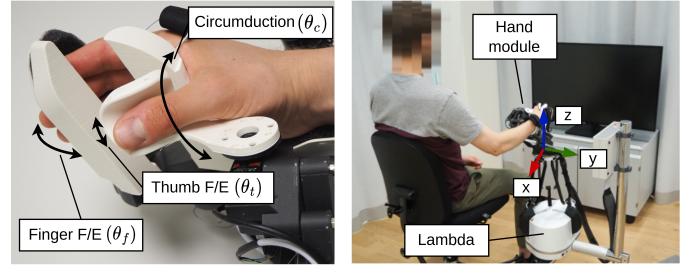 Circumduction (θc)
Thumb F/E (θt)
Finger F/E (θf)
Hand
module
z
y
x
Lambda